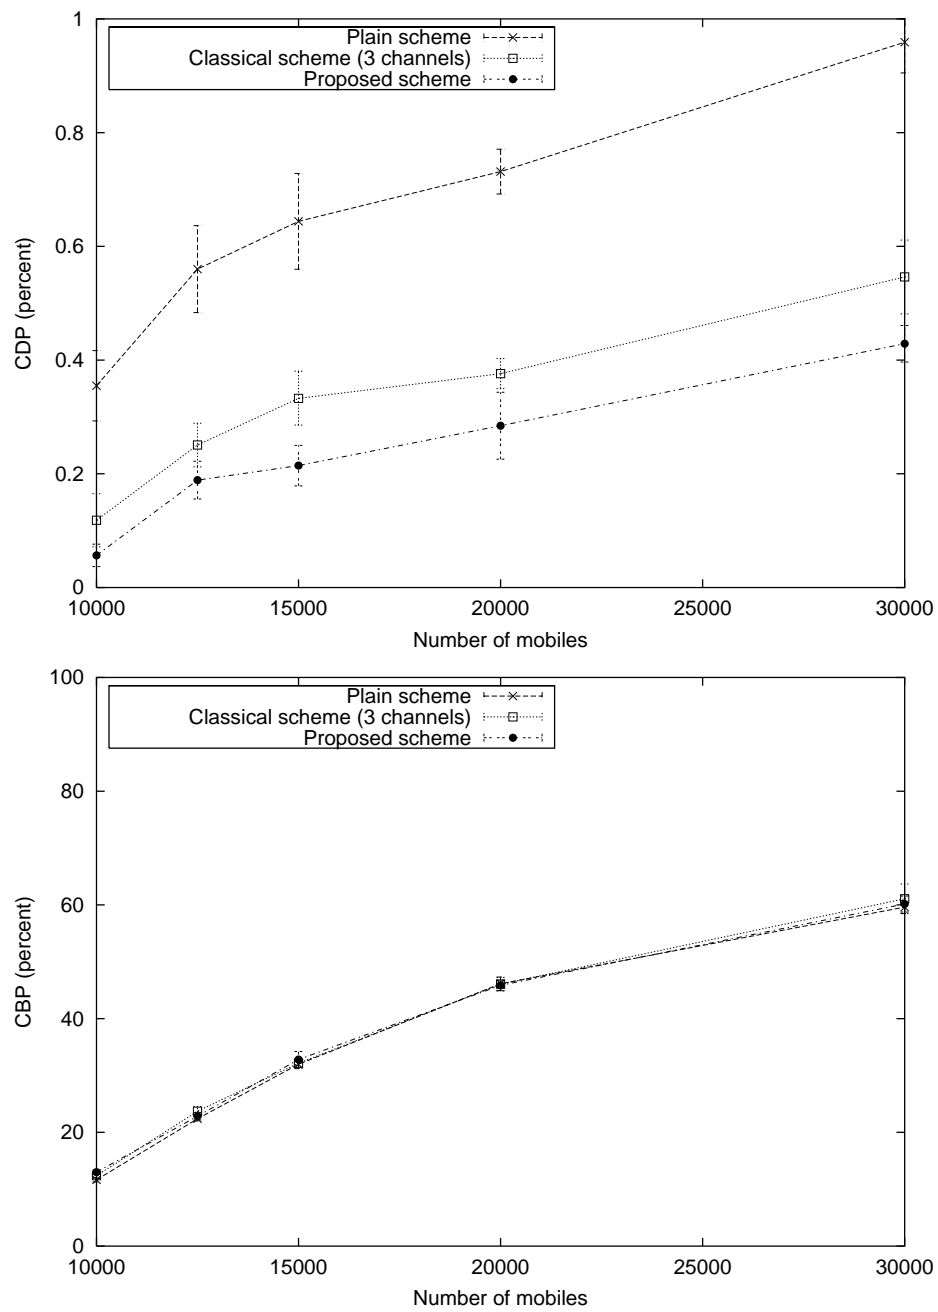 1
0.8
0.6
0.4
0.2
0
CDP (percent)
Plain scheme
Classical scheme (3 channels)
Proposed scheme
10000 15000 20000 25000 30000
Number of mobiles
100
80
60
40
20
0
CBP (percent)
Plain scheme
Classical scheme (3 channels)
Proposed scheme
10000 15000 20000 25000 30000
Number of mobiles